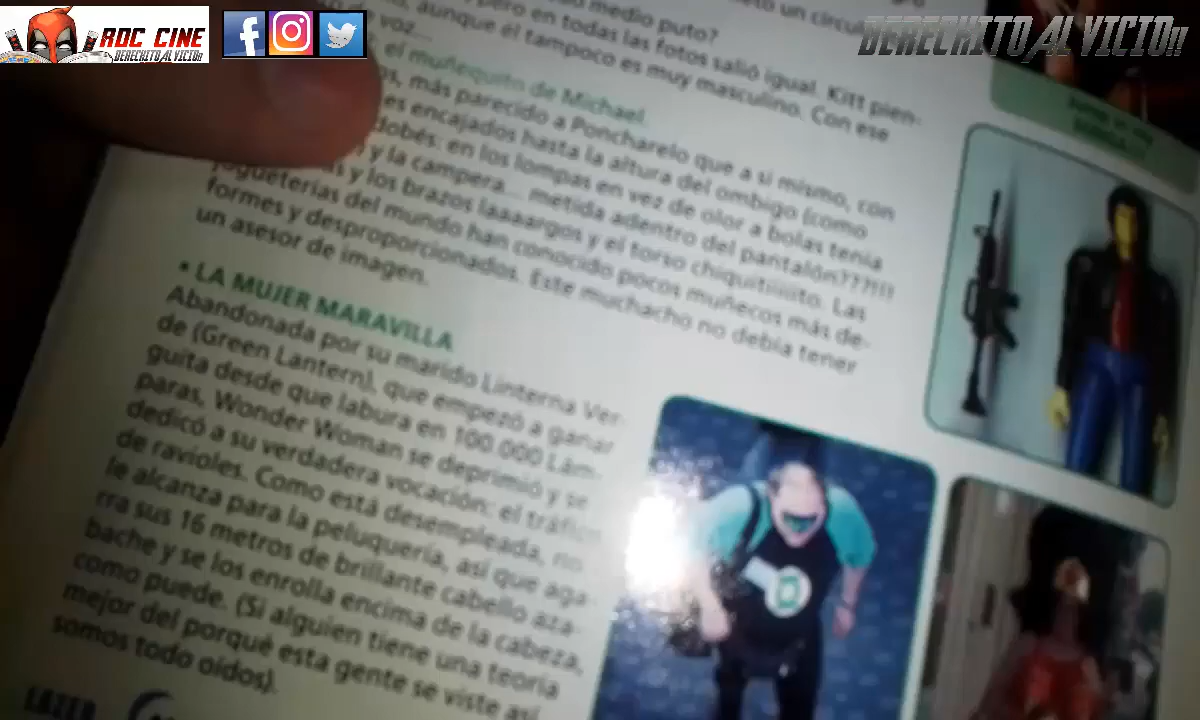 RDC CINE
DERECHITO AL VICIO!!
DERECHITO AL VICIO!!
medio puto?
pero en todas las fotos salió igual. Kitt pien-
aunque él tampoco es muy masculino. Con ese
voz...
el muñequito de Michael.
más parecido a Poncharelo que a sí mismo, con
encajados hasta la altura del ombligo (como
en los lompas en vez de olor a bolas tenía
y la campera... metida adentro del pantalón???!!!
y los brazos laaaargos y el torso chiquitiiiiito. Las
jugueterías del mundo han conocido pocos muñecos más de-
formes y desproporcionados. Este muchacho no debía tener
un asesor de imagen.
• LA MUJER MARAVILLA
Abandonada por su marido Linterna Ver-
de (Green Lantern), que empezó a ganar
guita desde que labura en 100.000 Lám-
paras, Wonder Woman se deprimió y se
dedicó a su verdadera vocación: el tráfico
de ravioles. Como está desempleada, no
le alcanza para la peluquería, así que aga-
rra sus 16 metros de brillante cabello aza-
bache y se los enrolla encima de la cabeza,
como puede. (Si alguien tiene una teoría
mejor del porqué esta gente se viste así
somos todo oídos).
LAZER